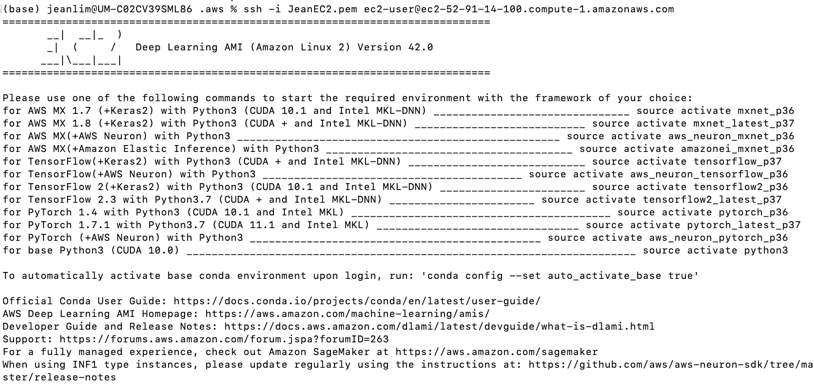 (base) jeanlim@UM-C02CV39SML86 .aws % ssh -i JeanEC2.pem ec2-user@ec2-52-91-14-100.compute-1.amazonaws.com
=============================================================================
       __|  __|_  )
       _|  (     /   Deep Learning AMI (Amazon Linux 2) Version 42.0
      ___|\___|___|
=============================================================================
Please use one of the following commands to start the required environment with the framework of your choice:
for AWS MX 1.7 (+Keras2) with Python3 (CUDA 10.1 and Intel MKL-DNN) _______________________________ source activate mxnet_p36
for AWS MX 1.8 (+Keras2) with Python3 (CUDA + and Intel MKL-DNN) ___________________________ source activate mxnet_latest_p37
for AWS MX(+AWS Neuron) with Python3 ___________________________________________________ source activate aws_neuron_mxnet_p36
for AWS MX(+Amazon Elastic Inference) with Python3 _______________________________________ source activate amazonei_mxnet_p36
for TensorFlow(+Keras2) with Python3 (CUDA + and Intel MKL-DNN) _____________________________ source activate tensorflow_p37
for TensorFlow(+AWS Neuron) with Python3 _________________________________________ source activate aws_neuron_tensorflow_p36
for TensorFlow 2(+Keras2) with Python3 (CUDA 10.1 and Intel MKL-DNN) _______________________ source activate tensorflow2_p36
for TensorFlow 2.3 with Python3.7 (CUDA + and Intel MKL-DNN) ________________________ source activate tensorflow2_latest_p37
for PyTorch 1.4 with Python3 (CUDA 10.1 and Intel MKL) _________________________________________ source activate pytorch_p36
for PyTorch 1.7.1 with Python3.7 (CUDA 11.1 and Intel MKL) ________________________________ source activate pytorch_latest_p37
for PyTorch (+AWS Neuron) with Python3 ______________________________________________ source activate aws_neuron_pytorch_p36
for base Python3 (CUDA 10.0) _______________________________________________________________________ source activate python3
To automatically activate base conda environment upon login, run: 'conda config --set auto_activate_base true'
Official Conda User Guide: https://docs.conda.io/projects/conda/en/latest/user-guide/
AWS Deep Learning AMI Homepage: https://aws.amazon.com/machine-learning/amis/
Developer Guide and Release Notes: https://docs.aws.amazon.com/dlami/latest/devguide/what-is-dlami.html
Support: https://forums.aws.amazon.com/forum.jspa?forumID=263
For a fully managed experience, check out Amazon SageMaker at https://aws.amazon.com/sagemaker
When using INF1 type instances, please update regularly using the instructions at: https://github.com/aws/aws-neuron-sdk/tree/ma
ster/release-notes